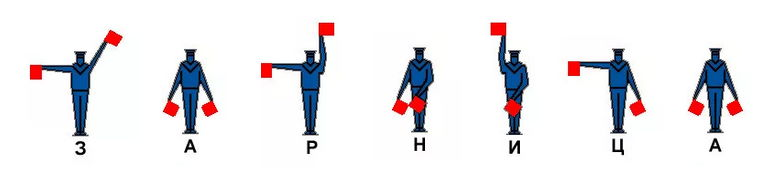 З А Р Н И Ц А